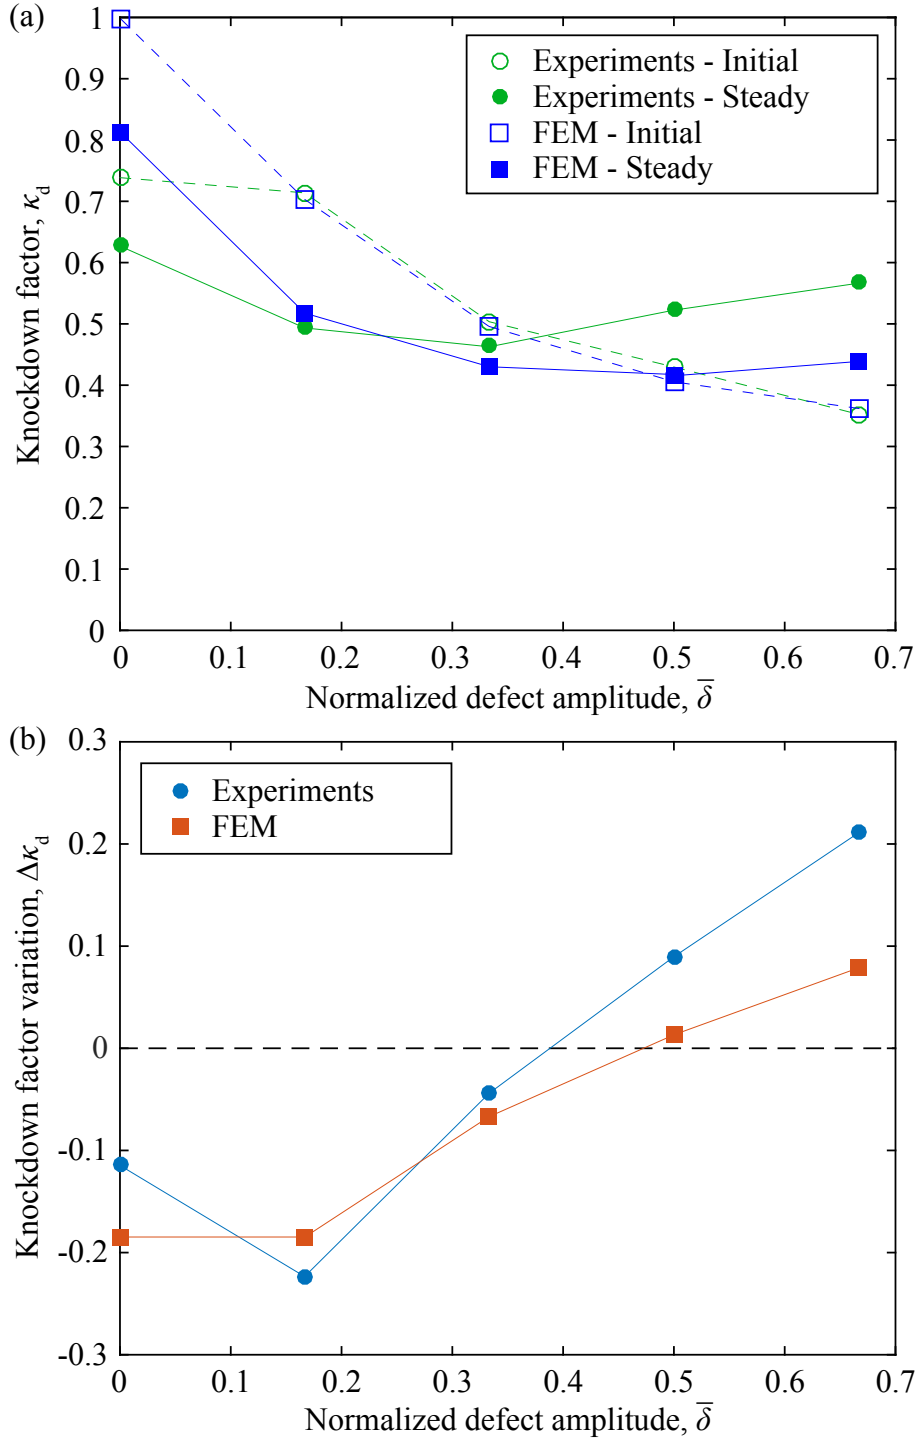 (a)
1
0.9
0.8
0.7
0.6
0.5
0.4
0.3
0.2
0.1
0
Knockdown factor, κd
Experiments - Initial
Experiments - Steady
FEM - Initial
FEM - Steady
0 0.1 0.2 0.3 0.4 0.5 0.6 0.7
Normalized defect amplitude, δ̅
(b)
0.3
0.2
0.1
0
-0.1
-0.2
-0.3
Knockdown factor variation, Δκd
Experiments
FEM
0 0.1 0.2 0.3 0.4 0.5 0.6 0.7
Normalized defect amplitude, δ̅